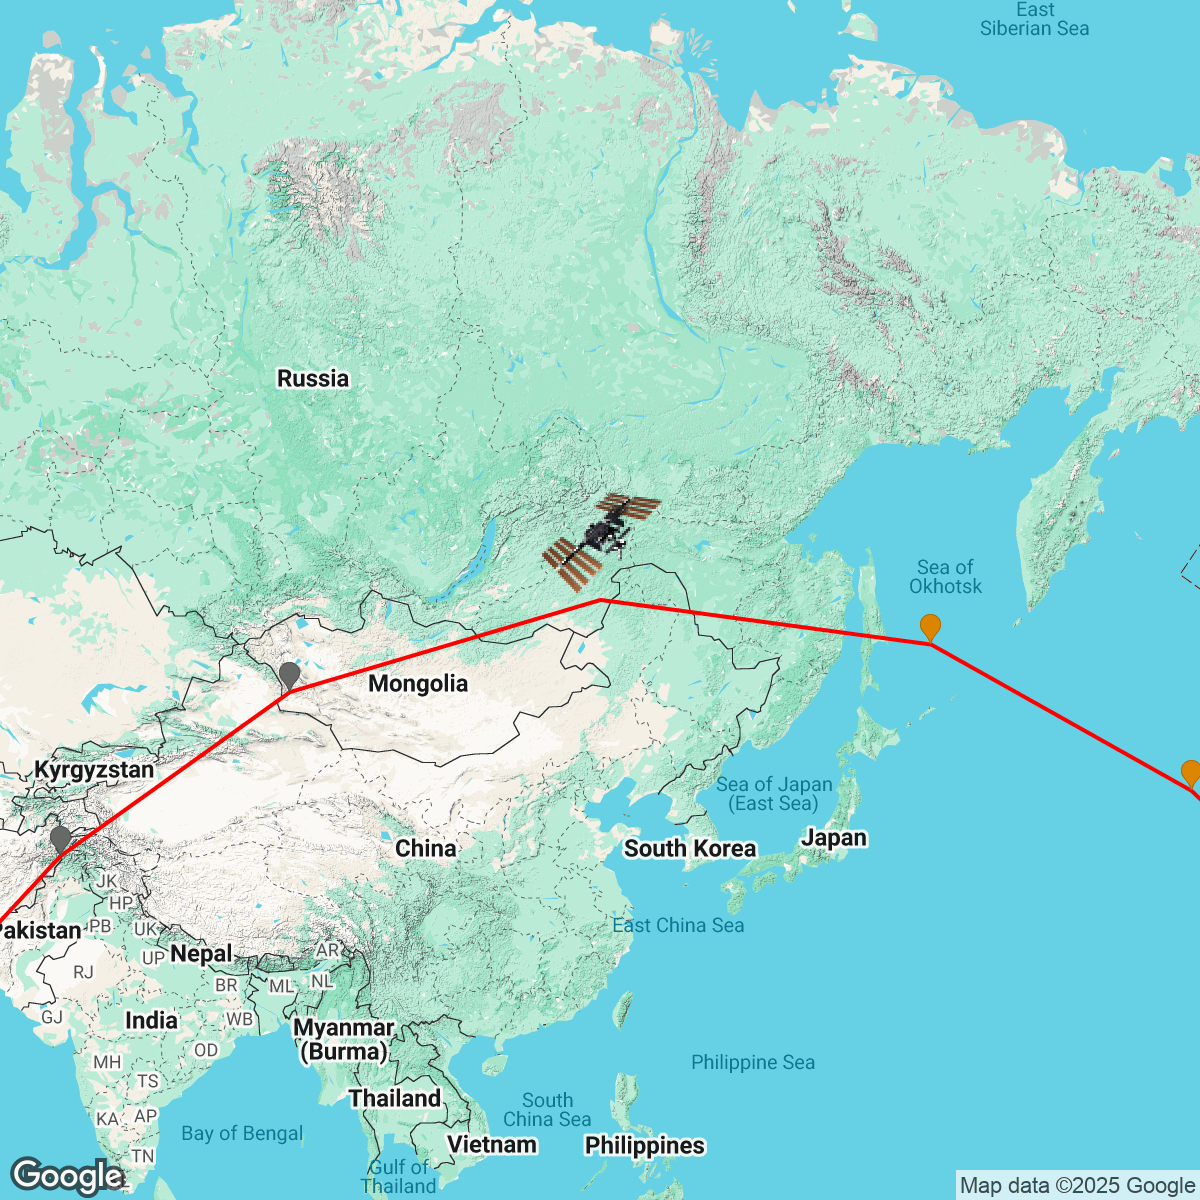 East
Siberian Sea
Russia
Sea of
Okhotsk
Mongolia
Kyrgyzstan
Sea of Japan
(East Sea)
China
South Korea
Japan
JK
HP
Pakistan
PB
UK
East China Sea
Nepal
AR
UP
RJ
BR
ML
NL
GJ
India
WB
Myanmar
(Burma)
OD
MH
Philippine Sea
TS
Thailand
South
China Sea
KA
AP
Bay of Bengal
Vietnam
Philippines
TN
Gulf of
Thailand
Google
Map data ©2025 Google